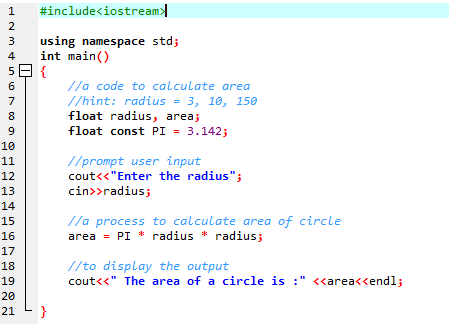 1 #include<iostream>
2
3 using namespace std;
4 int main()
5 {
6 //a code to calculate area
7 //hint: radius = 3, 10, 150
8 float radius, area;
9 float const PI = 3.142;
10
11 //prompt user input
12 cout<<"Enter the radius";
13 cin>>radius;
14
15 //a process to calculate area of circle
16 area = PI * radius * radius;
17
18 //to display the output
19 cout<<" The area of a circle is :" <<area<<endl;
20
21 }